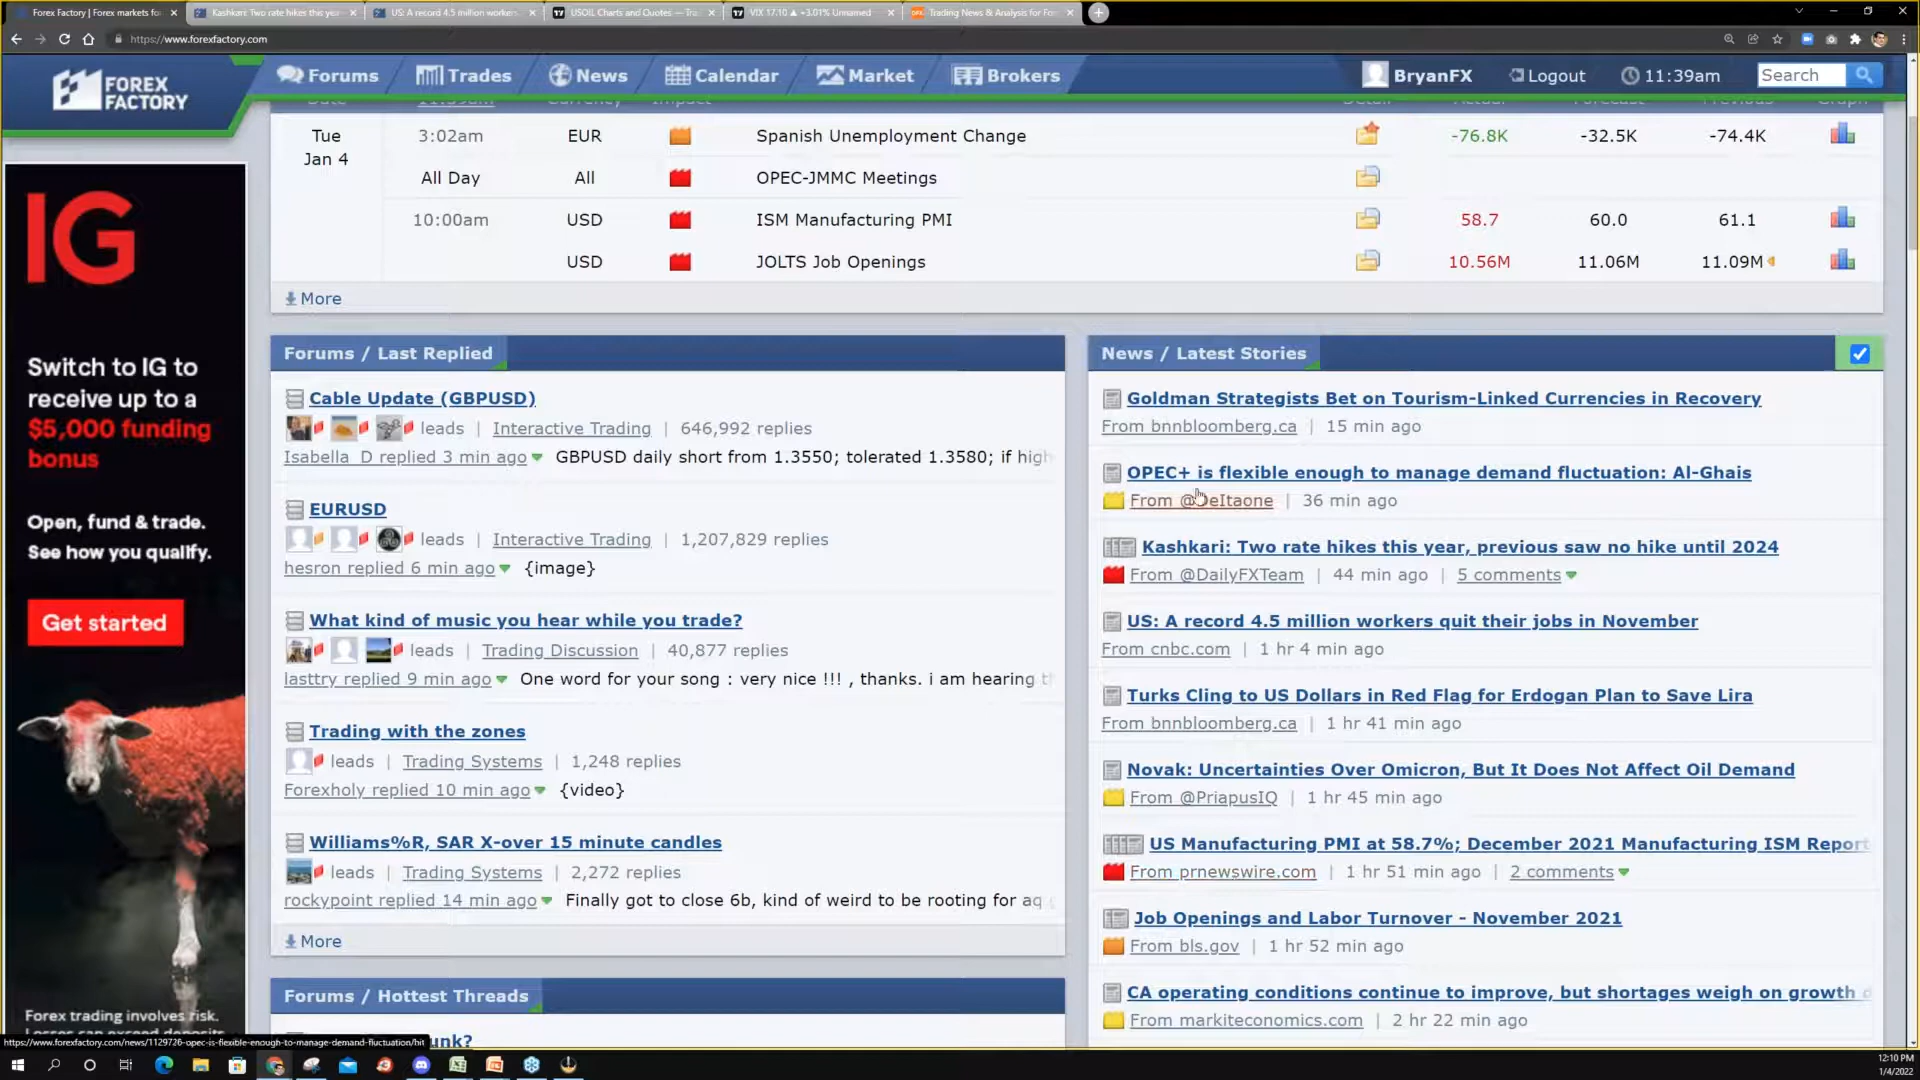 Forex Factory | Forex markets fo
Kashkari: Two rate hikes this yea
US: A record 4.5 million workers
USOIL Charts and Quotes — Tra
VIX 17.10 ▲ +3.01% Unnamed
Trading News & Analysis for Fo
https://www.forexfactory.com
FOREX FACTORY
Forums
Trades
News
Calendar
Market
Brokers
BryanFX
Logout
11:39am
Search
Tue
Jan 4
3:02am EUR Spanish Unemployment Change -76.8K -32.5K -74.4K
All Day All OPEC-JMMC Meetings
10:00am USD ISM Manufacturing PMI 58.7 60.0 61.1
USD JOLTS Job Openings 10.56M 11.06M 11.09M
More
IG
Switch to IG to
receive up to a
$5,000 funding
bonus
Open, fund & trade.
See how you qualify.
Get started
Forex trading involves risk.
Losses can exceed deposits
Forums / Last Replied
Cable Update (GBPUSD)
leads | Interactive Trading | 646,992 replies
Isabella_D replied 3 min ago GBPUSD daily short from 1.3550; tolerated 1.3580; if high
EURUSD
leads | Interactive Trading | 1,207,829 replies
hesron replied 6 min ago {image}
What kind of music you hear while you trade?
leads | Trading Discussion | 40,877 replies
lasttry replied 9 min ago One word for your song : very nice !!! , thanks. i am hearing t
Trading with the zones
leads | Trading Systems | 1,248 replies
Forexholy replied 10 min ago {video}
Williams%R, SAR X-over 15 minute candles
leads | Trading Systems | 2,272 replies
rockypoint replied 14 min ago Finally got to close 6b, kind of weird to be rooting for
More
Forums / Hottest Threads
unk?
News / Latest Stories
Goldman Strategists Bet on Tourism-Linked Currencies in Recovery
From bnnbloomberg.ca | 15 min ago
OPEC+ is flexible enough to manage demand fluctuation: Al-Ghais
From @DeItaone | 36 min ago
Kashkari: Two rate hikes this year, previous saw no hike until 2024
From @DailyFXTeam | 44 min ago | 5 comments
US: A record 4.5 million workers quit their jobs in November
From cnbc.com | 1 hr 4 min ago
Turks Cling to US Dollars in Red Flag for Erdogan Plan to Save Lira
From bnnbloomberg.ca | 1 hr 41 min ago
Novak: Uncertainties Over Omicron, But It Does Not Affect Oil Demand
From @PriapusIQ | 1 hr 45 min ago
US Manufacturing PMI at 58.7%; December 2021 Manufacturing ISM Report
From prnewswire.com | 1 hr 51 min ago | 2 comments
Job Openings and Labor Turnover - November 2021
From bls.gov | 1 hr 52 min ago
CA operating conditions continue to improve, but shortages weigh on growth
From markiteconomics.com | 2 hr 22 min ago
https://www.forexfactory.com/news/1129726-opec-is-flexible-enough-to-manage-demand-fluctuation/hit
12:10 PM
1/4/2022